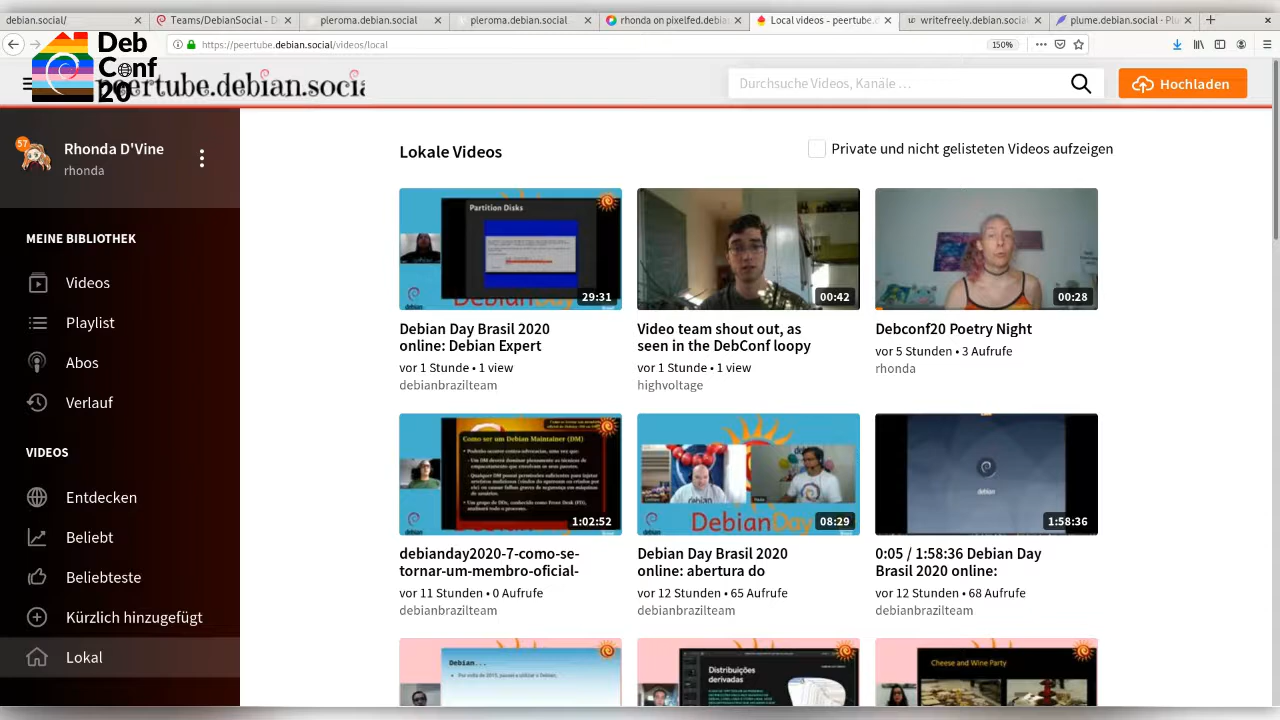 debian.social/
Teams/DebianSocial - D
pleroma.debian.social
pleroma.debian.social
rhonda on pixelfed.debia
Local videos - peertube.d
writefreely.debian.social
plume.debian.social · Plu
https://peertube.debian.social/videos/local
150%
Deb
Conf
20
peertube.debian.socia
Durchsuche Videos, Kanäle …
Hochladen
57
Rhonda D'Vine
rhonda
MEINE BIBLIOTHEK
Videos
Playlist
Abos
Verlauf
VIDEOS
Entdecken
Beliebt
Beliebteste
Kürzlich hinzugefügt
Lokal
Lokale Videos
Private und nicht gelisteten Videos aufzeigen
Partition Disks
29:31
Debian Day Brasil 2020
online: Debian Expert
vor 1 Stunde • 1 view
debianbrazilteam
00:42
Video team shout out, as
seen in the DebConf loopy
vor 1 Stunde • 1 view
highvoltage
00:28
Debconf20 Poetry Night
vor 5 Stunden • 3 Aufrufe
rhonda
Como ser um Debian Maintainer (DM)
1:02:52
debianday2020-7-como-se-
tornar-um-membro-oficial-
vor 11 Stunden • 0 Aufrufe
debianbrazilteam
DebianDay
08:29
Debian Day Brasil 2020
online: abertura do
vor 12 Stunden • 65 Aufrufe
debianbrazilteam
debian
1:58:36
0:05 / 1:58:36 Debian Day
Brasil 2020 online:
vor 12 Stunden • 68 Aufrufe
debianbrazilteam
Debian...
Distribuições
derivadas
Cheese and Wine Party